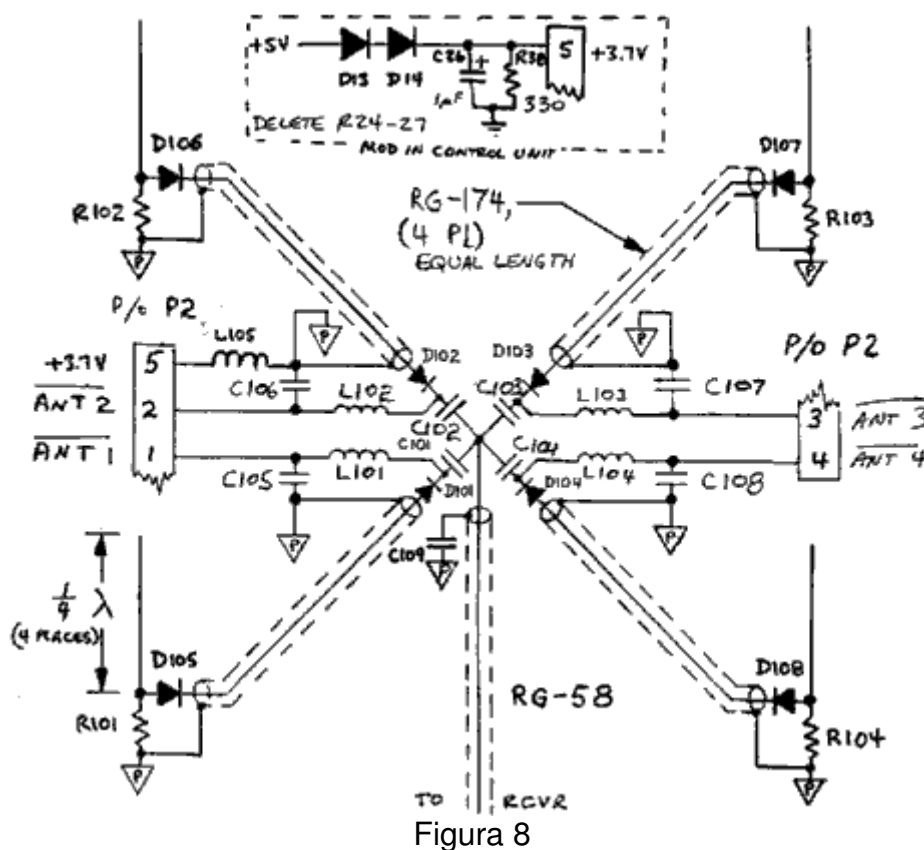 +5V
D13
D14
C26
+
1µF
R30
330
5
+3.7V
DELETE R24-27
MOD IN CONTROL UNIT
D106
R102
P
D107
R103
P
RG-174,
(4 PL)
EQUAL LENGTH
P/o P2
L105
+3.7V
5
ANT 2
2
ANT 1
1
P
C106
L102
D102
C102
C101
L101
C105
D101
P
D103
C103
P
C107
L103
P/O P2
3
ANT 3
4
ANT 4
C104
L104
D104
C108
P
C109
P
1/4 λ
(4 PLACES)
D105
R101
P
RG-58
D108
R104
P
TO RCVR
Figura 8